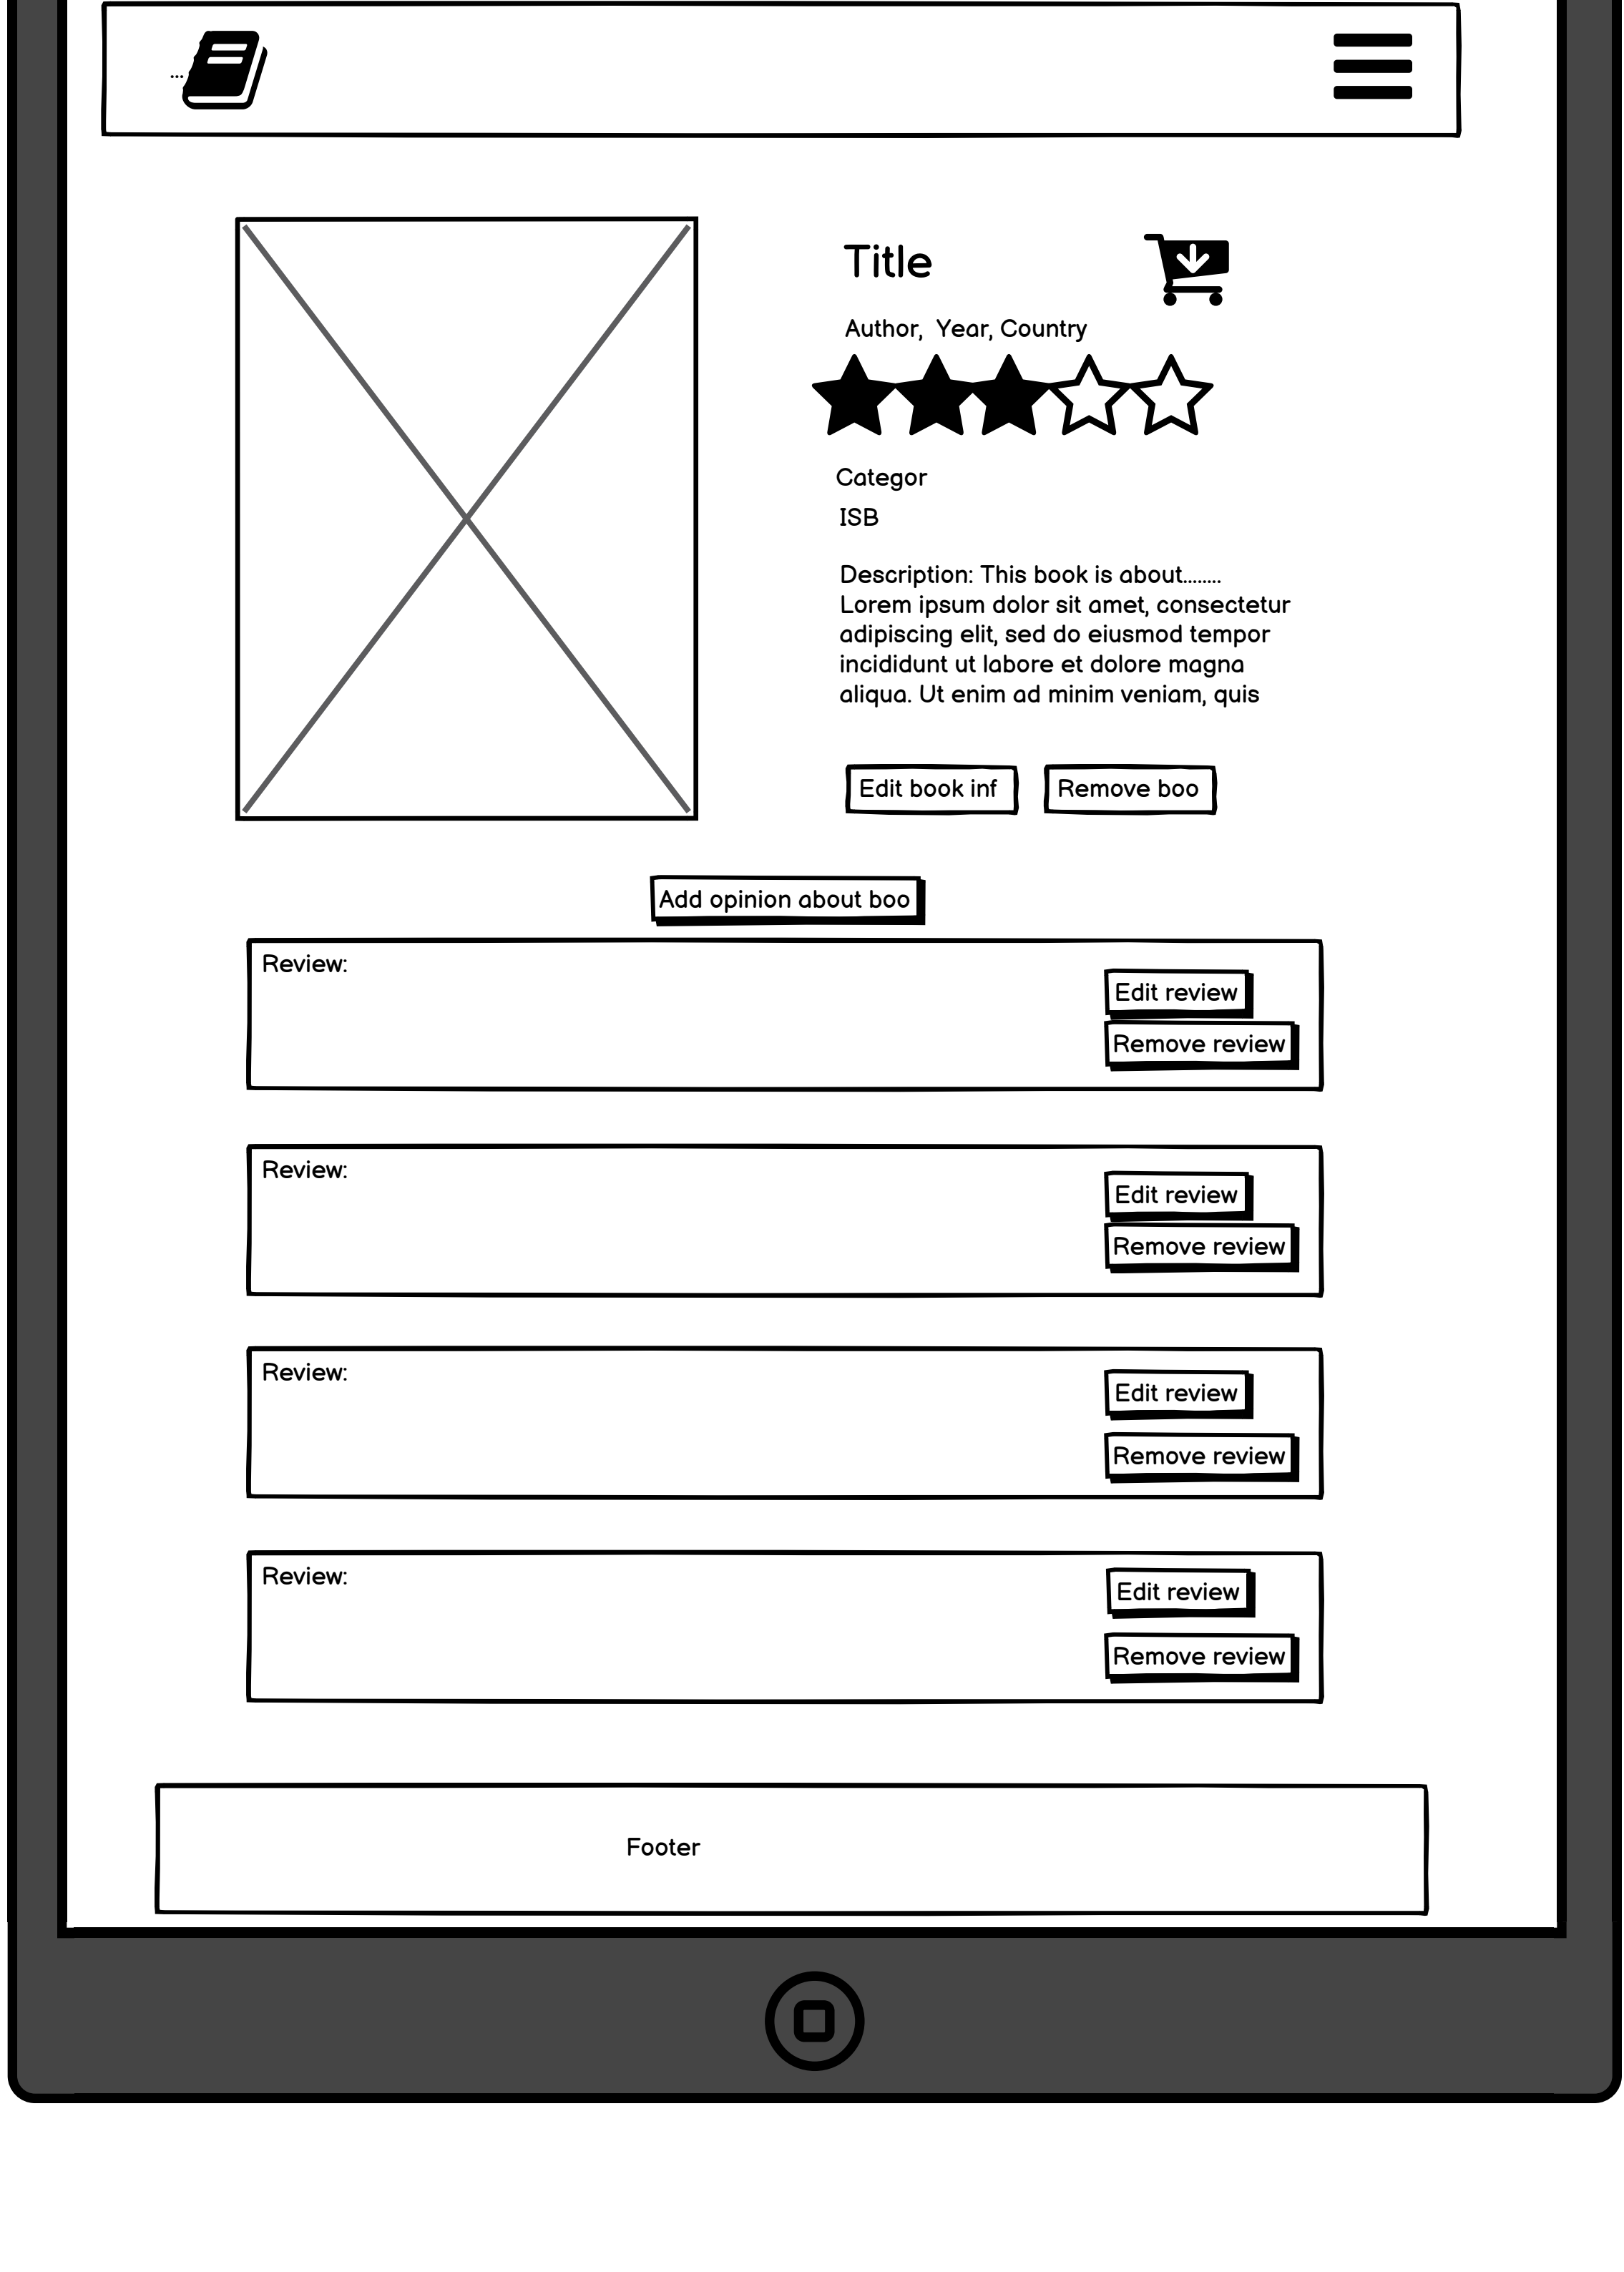 ...
Title
Author,  Year, Country
Categor
ISB
Description: This book is about........
Lorem ipsum dolor sit amet, consectetur
adipiscing elit, sed do eiusmod tempor
incididunt ut labore et dolore magna
aliqua. Ut enim ad minim veniam, quis
Edit book inf
Remove boo
Add opinion about boo
Review:
Edit review
Remove review
Review:
Edit review
Remove review
Review:
Edit review
Remove review
Review:
Edit review
Remove review
Footer